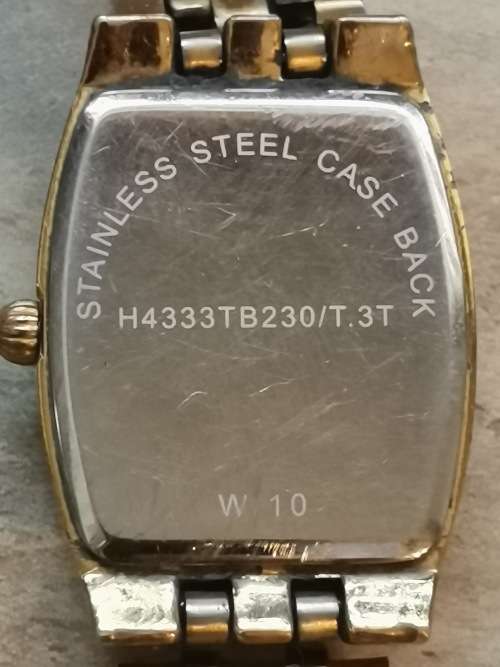 STAINLESS STEEL CASE BACK
H4333TB230/T.3T
W 10